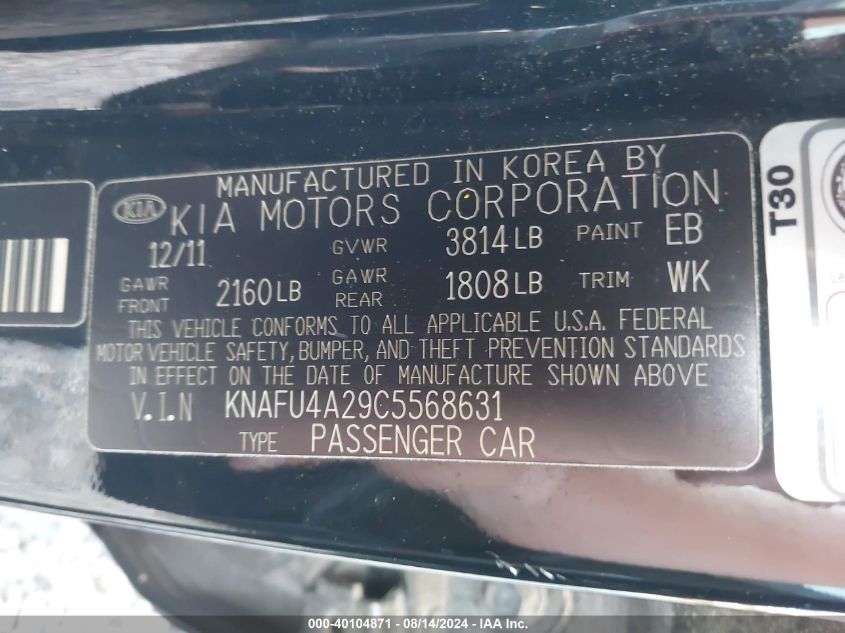 MANUFACTURED IN KOREA BY
KIA KIA MOTORS CORPORATION
12/11 GVWR 3814 LB PAINT EB
GAWR FRONT 2160 LB GAWR REAR 1808 LB TRIM WK
THIS VEHICLE CONFORMS TO ALL APPLICABLE U.S.A. FEDERAL
MOTOR VEHICLE SAFETY, BUMPER, AND THEFT PREVENTION STANDARDS
IN EFFECT ON THE DATE OF MANUFACTURE SHOWN ABOVE
V.I.N KNAFU4A29C5568631
TYPE PASSENGER CAR
T30
000-40104871 - 08/14/2024 - 1000-IMAGE